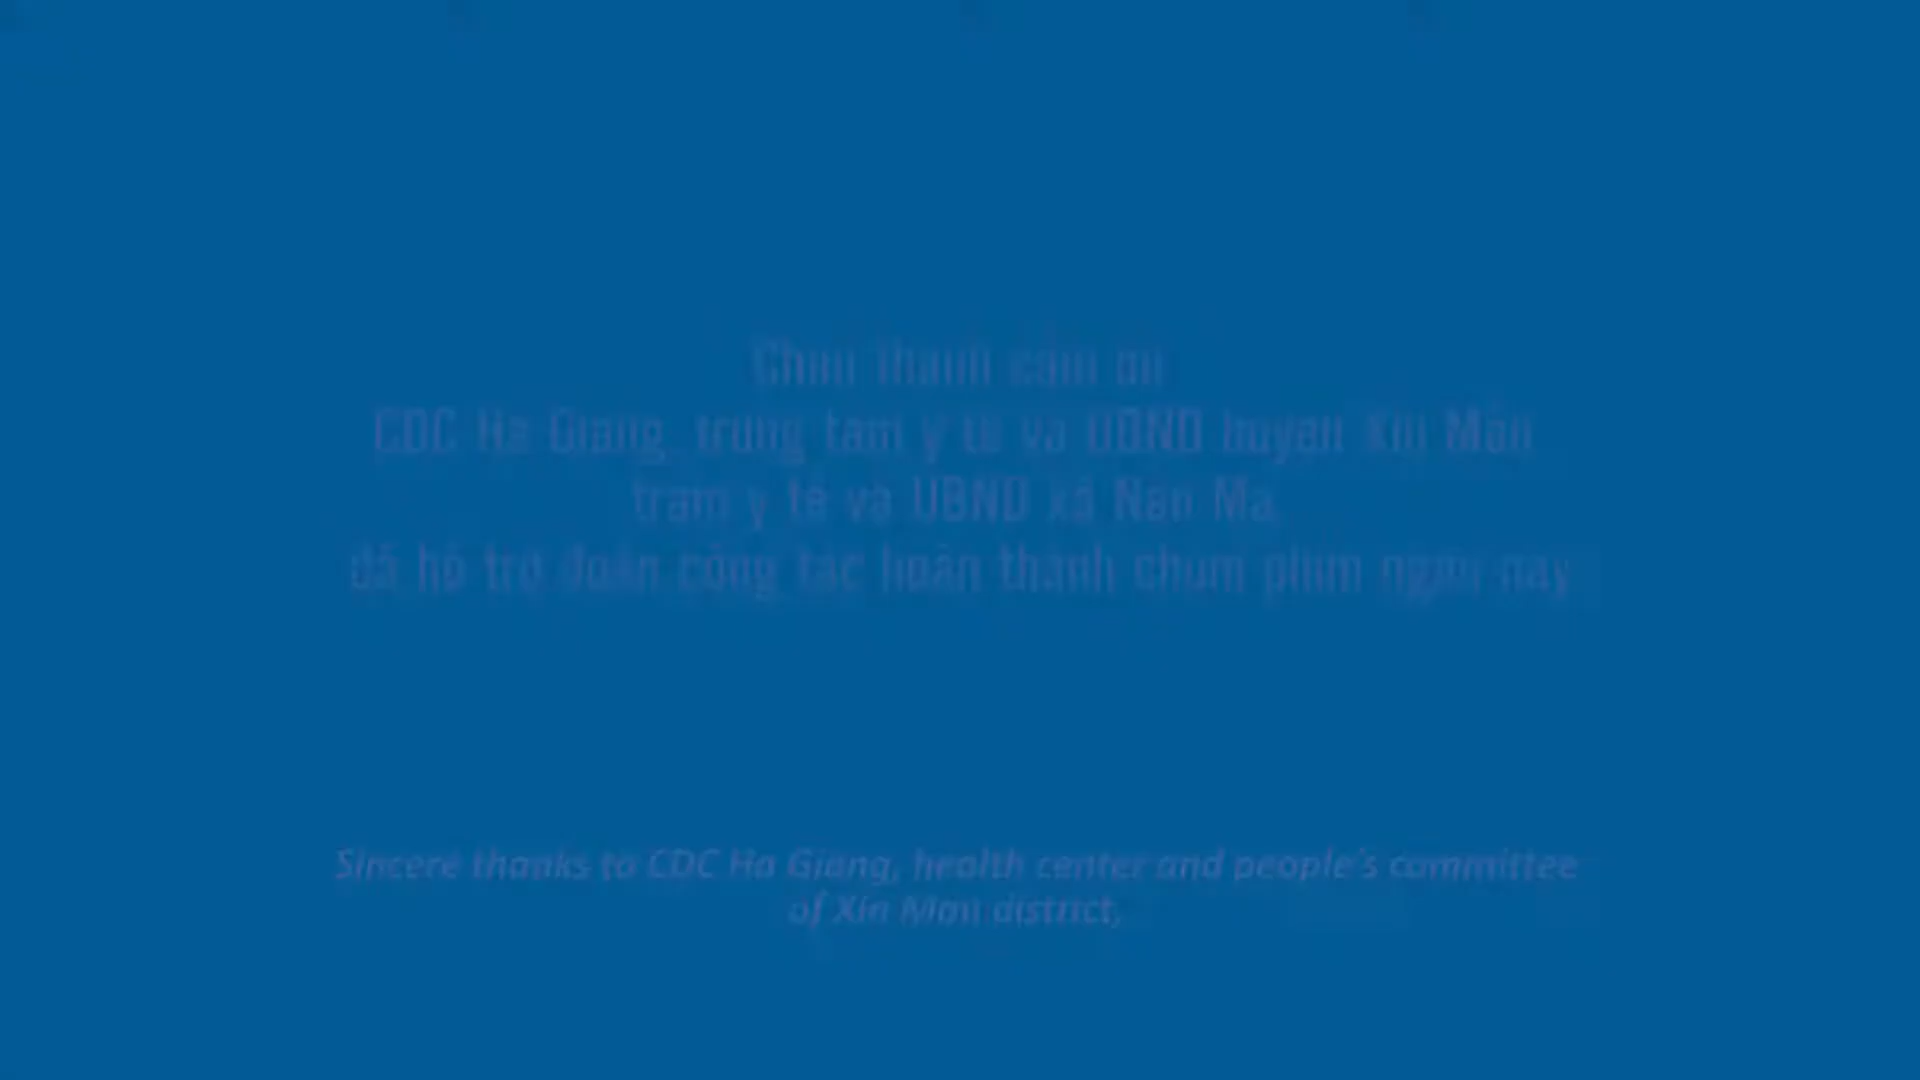 Chân thành cảm ơn
CDC Hà Giang, trung tâm y tế và UBND huyện Xín Mần
trạm y tế và UBND xã Nàn Ma
đã hỗ trợ đoàn công tác hoàn thành chùm phim ngắn này
Sincere thanks to CDC Ha Giang, health center and people's committee
of Xin Man district,